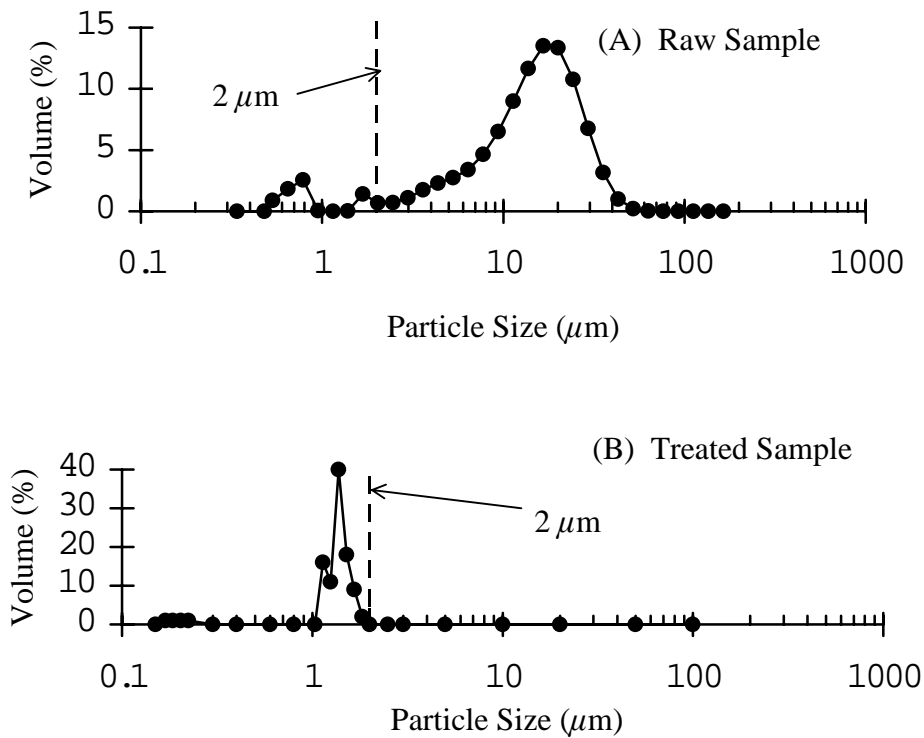 (A) Raw Sample
Volume (%)
15
10
5
0
2 µm
0.1 1 10 100 1000
Particle Size (µm)
(B) Treated Sample
Volume (%)
40
30
20
10
0
2 µm
0.1 1 10 100 1000
Particle Size (µm)